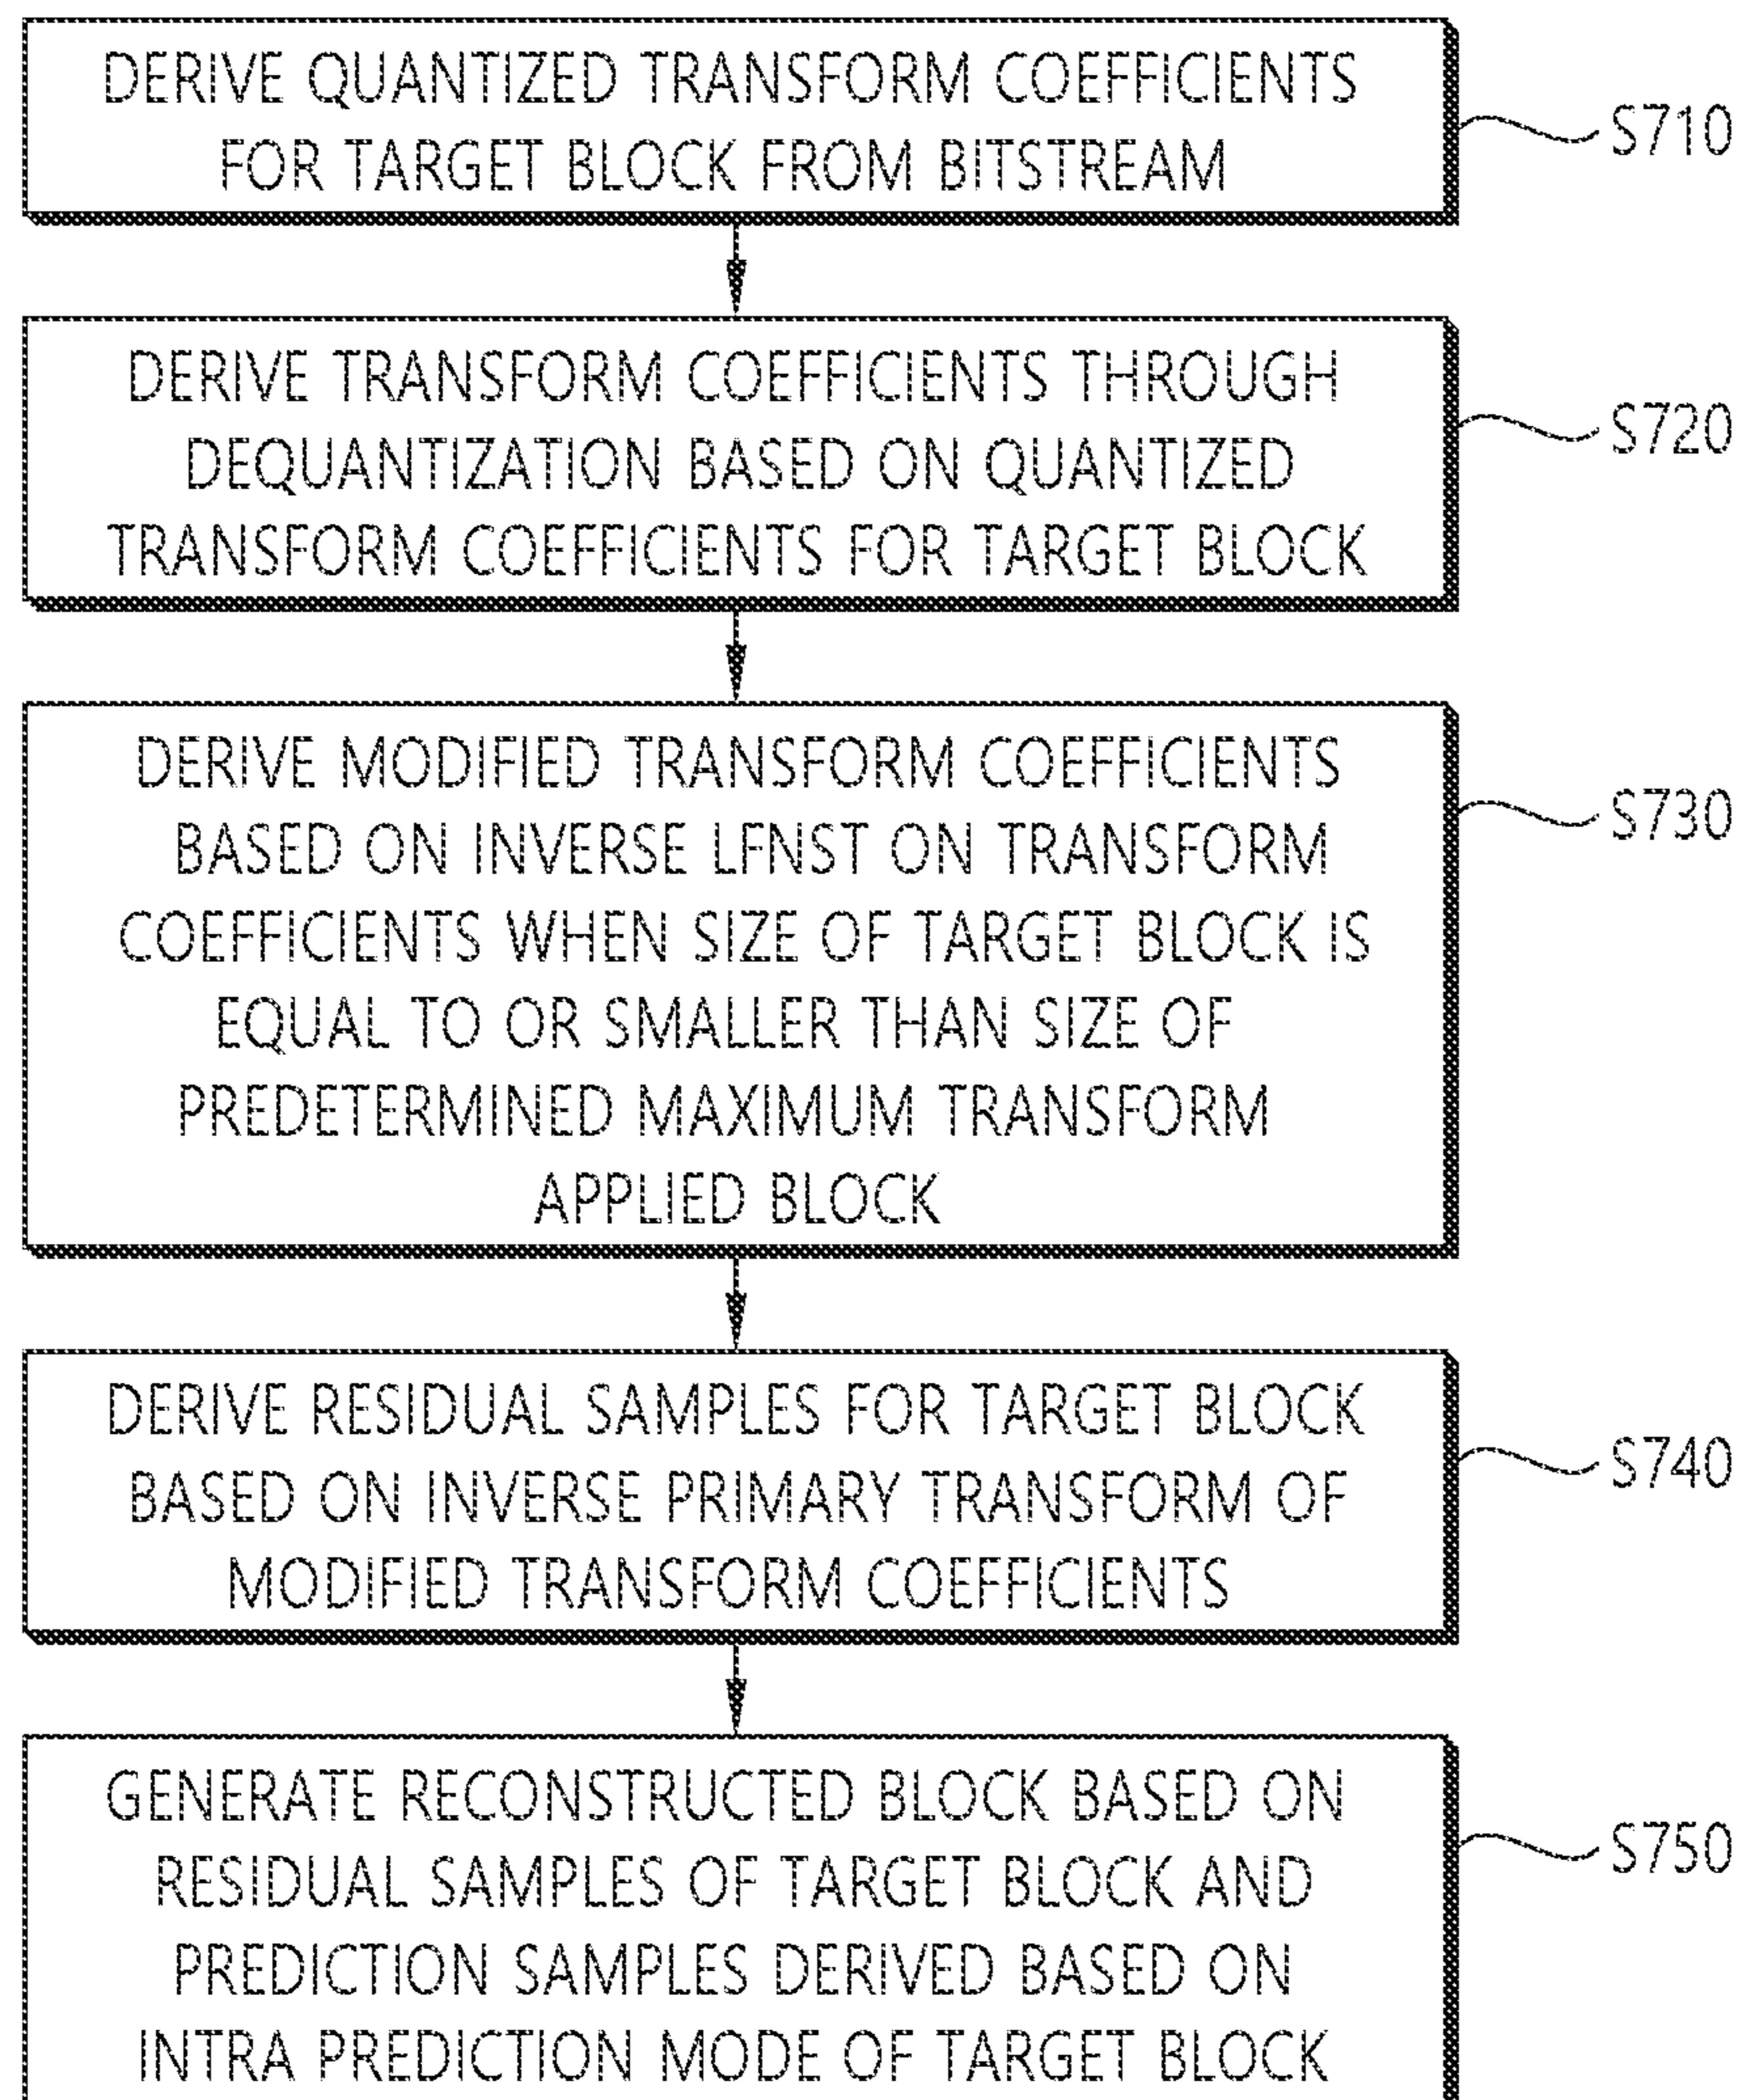 DERIVE QUANTIZED TRANSFORM COEFFICIENTS
FOR TARGET BLOCK FROM BITSTREAM
S710
DERIVE TRANSFORM COEFFICIENTS THROUGH
DEQUANTIZATION BASED ON QUANTIZED
TRANSFORM COEFFICIENTS FOR TARGET BLOCK
S720
DERIVE MODIFIED TRANSFORM COEFFICIENTS
BASED ON INVERSE LFNST ON TRANSFORM
COEFFICIENTS WHEN SIZE OF TARGET BLOCK IS
EQUAL TO OR SMALLER THAN SIZE OF
PREDETERMINED MAXIMUM TRANSFORM
APPLIED BLOCK
S730
DERIVE RESIDUAL SAMPLES FOR TARGET BLOCK
BASED ON INVERSE PRIMARY TRANSFORM OF
MODIFIED TRANSFORM COEFFICIENTS
S740
GENERATE RECONSTRUCTED BLOCK BASED ON
RESIDUAL SAMPLES OF TARGET BLOCK AND
PREDICTION SAMPLES DERIVED BASED ON
INTRA PREDICTION MODE OF TARGET BLOCK
S750